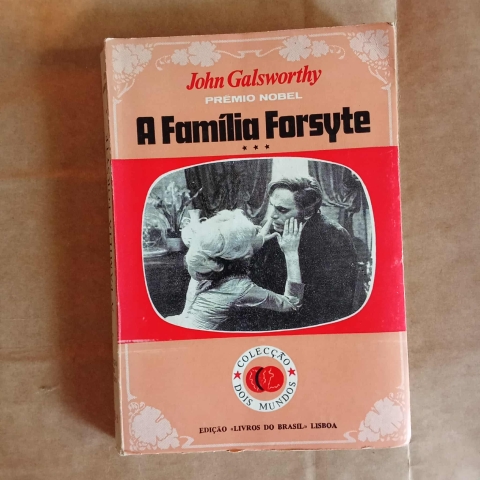 John Galsworthy
PRÉMIO NOBEL
A Família Forsyte
* * *
COLECÇÃO
DOIS MUNDOS
EDIÇÃO «LIVROS DO BRASIL» LISBOA